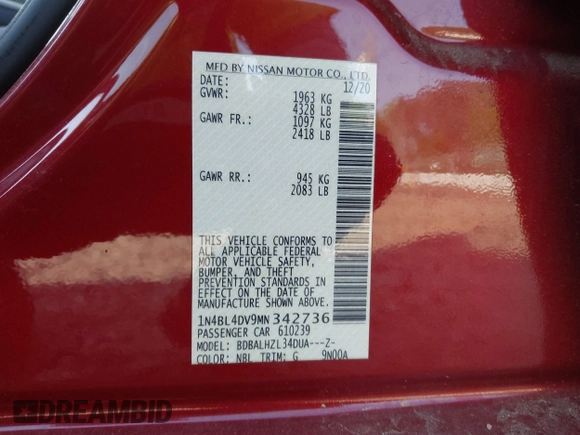 MFD BY NISSAN MOTOR CO., LTD.
DATE: 12/20
GVWR: 1963 KG
4328 LB
GAWR FR.: 1097 KG
2418 LB
GAWR RR.: 945 KG
2083 LB
THIS VEHICLE CONFORMS TO
ALL APPLICABLE FEDERAL
MOTOR VEHICLE SAFETY,
BUMPER, AND THEFT
PREVENTION STANDARDS IN
EFFECT ON THE DATE OF
MANUFACTURE SHOWN ABOVE.
1N4BL4DV9MN342736
PASSENGER CAR 610239
MODEL: BDBALHZL34DUA---Z-
COLOR: NBL TRIM: G 9N00A
DREAMBID